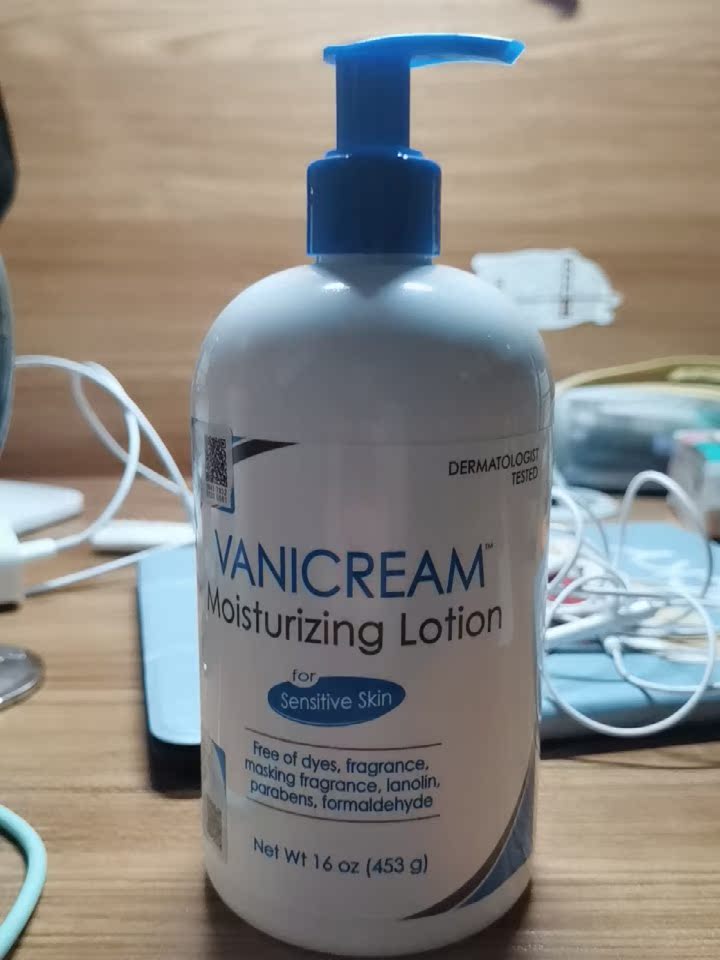 DERMATOLOGIST
TESTED
VANICREAM™
Moisturizing Lotion
for
Sensitive Skin
Free of dyes, fragrance,
masking fragrance, lanolin,
parabens, formaldehyde
Net Wt 16 oz (453 g)